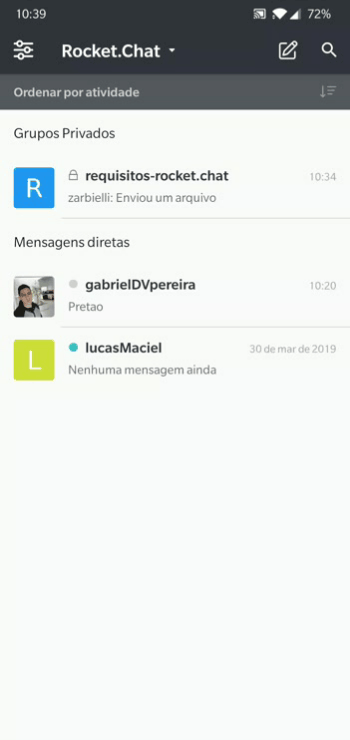 10:39 72%
Rocket.Chat
Ordenar por atividade
Grupos Privados
R requisitos-rocket.chat 10:34
zarbielli: Enviou um arquivo
Mensagens diretas
gabrielDVpereira 10:20
Pretao
L lucasMaciel 30 de mar de 2019
Nenhuma mensagem ainda